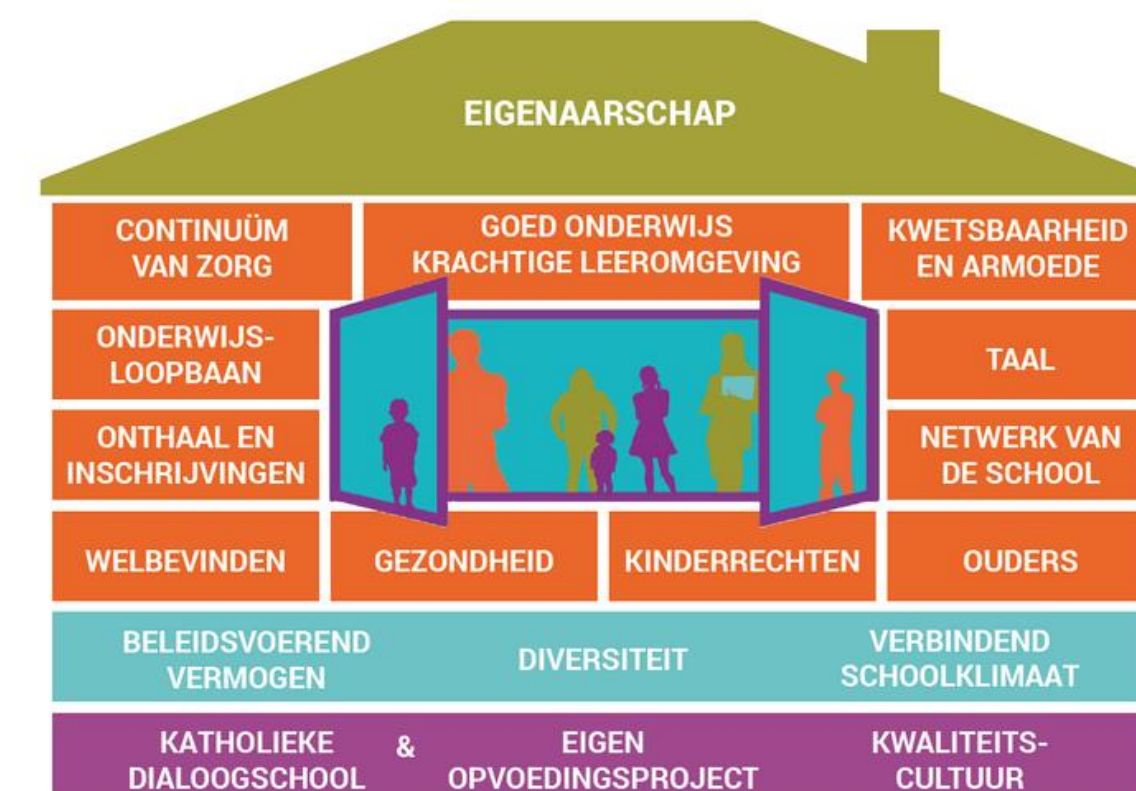 EIGENAARSCHAP
CONTINUÜM
VAN ZORG
GOED ONDERWIJS
KRACHTIGE LEEROMGEVING
KWETSBAARHEID
EN ARMOEDE
ONDERWIJS-
LOOPBAAN
TAAL
ONTHAAL EN
INSCHRIJVINGEN
NETWERK VAN
DE SCHOOL
WELBEVINDEN
GEZONDHEID
KINDERRECHTEN
OUDERS
BELEIDSVOEREND
VERMOGEN
DIVERSITEIT
VERBINDEND
SCHOOLKLIMAAT
KATHOLIEKE
DIALOOGSCHOOL
&
EIGEN
OPVOEDINGSPROJECT
KWALITEITS-
CULTUUR